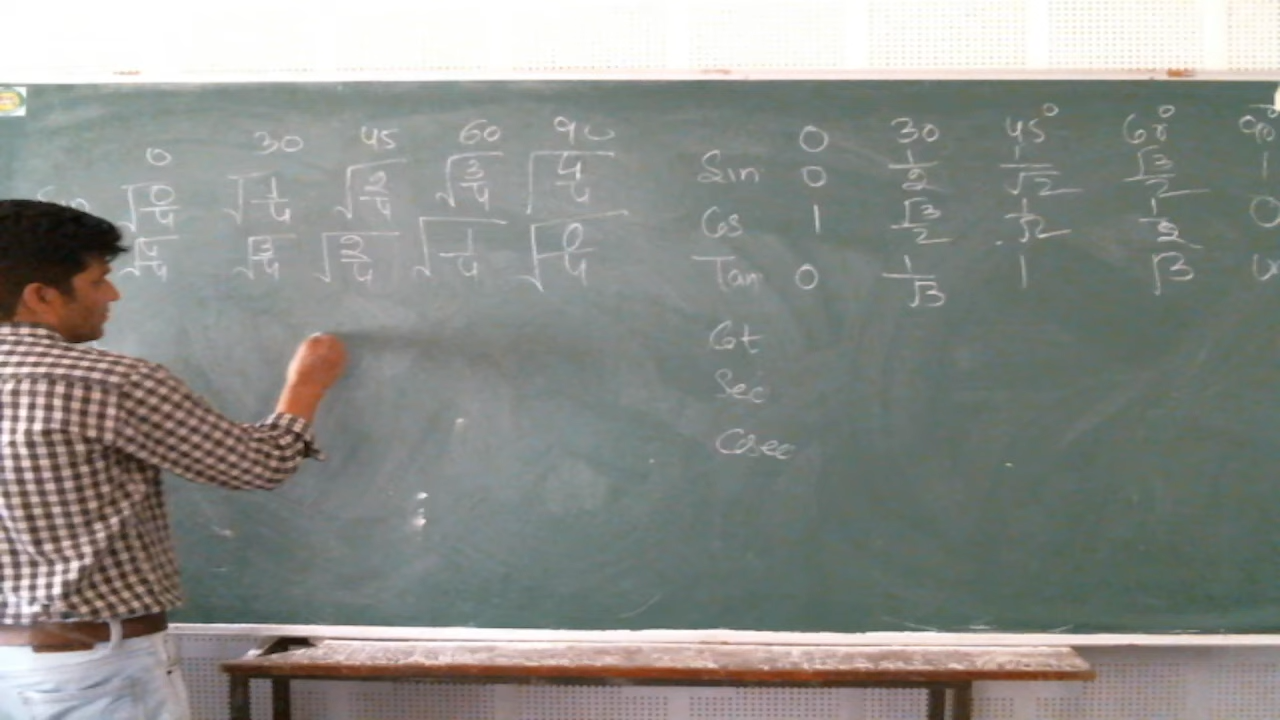 0 30 45 60 90
√0/4 √1/4 √2/4 √3/4 √4/4
√4/4 √3/4 √2/4 √1/4 √0/4
0 30 45° 60° 90°
Sin 0 1/2 1/√2 √3/2 1
Cos 1 √3/2 1/√2 1/2 0
Tan 0 1/√3 1 √3
Cot
Sec
Cosec